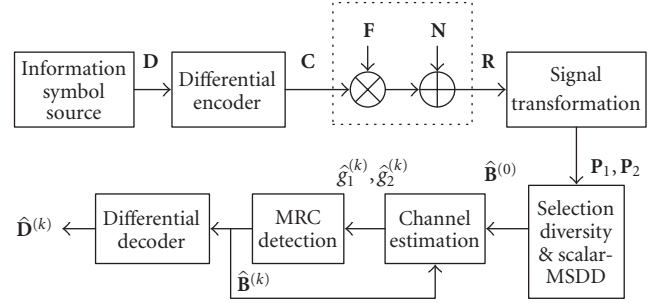 F
N
D
C
R
Information
symbol
source
Differential
encoder
Signal
transformation
ĝ₁⁽ᵏ⁾, ĝ₂⁽ᵏ⁾
B̂⁽⁰⁾
P₁, P₂
D̂⁽ᵏ⁾
Differential
decoder
MRC
detection
Channel
estimation
Selection
diversity
& scalar-
MSDD
B̂⁽ᵏ⁾